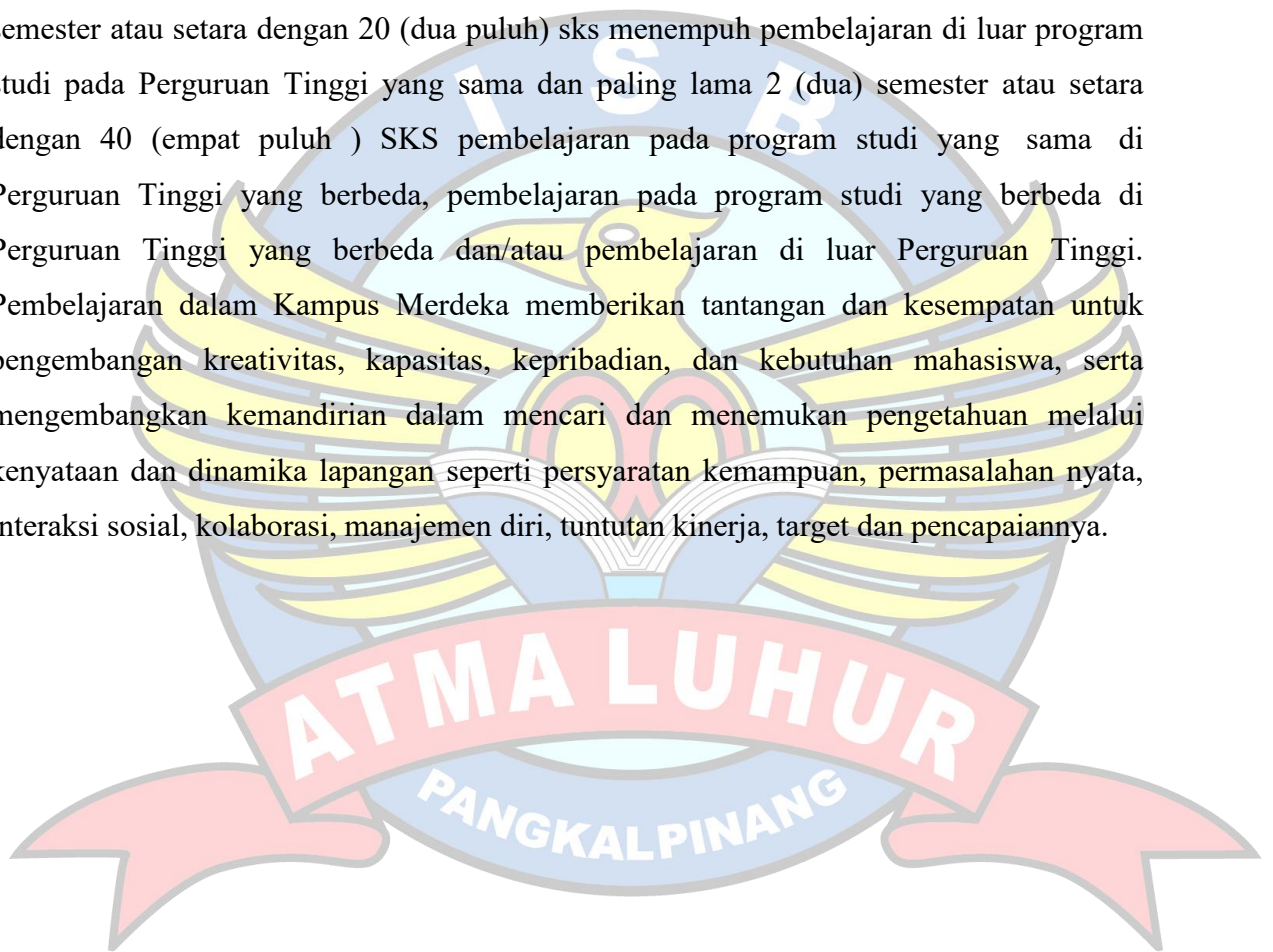 semester atau setara dengan 20 (dua puluh) sks menempuh pembelajaran di luar program
studi pada Perguruan Tinggi yang sama dan paling lama 2 (dua) semester atau setara
dengan 40 (empat puluh ) SKS pembelajaran pada program studi yang sama di
Perguruan Tinggi yang berbeda, pembelajaran pada program studi yang berbeda di
Perguruan Tinggi yang berbeda dan/atau pembelajaran di luar Perguruan Tinggi.
Pembelajaran dalam Kampus Merdeka memberikan tantangan dan kesempatan untuk
pengembangan kreativitas, kapasitas, kepribadian, dan kebutuhan mahasiswa, serta
mengembangkan kemandirian dalam mencari dan menemukan pengetahuan melalui
kenyataan dan dinamika lapangan seperti persyaratan kemampuan, permasalahan nyata,
interaksi sosial, kolaborasi, manajemen diri, tuntutan kinerja, target dan pencapaiannya.
I S B
ATMA LUHUR
PANGKALPINANG